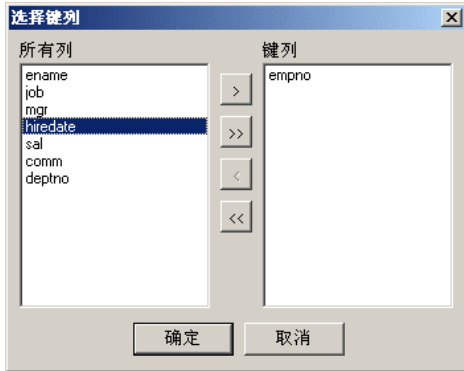 选择键列
所有列
键列
ename
job
mgr
hiredate
sal
comm
deptno
>
>>
<
<<
empno
确定
取消